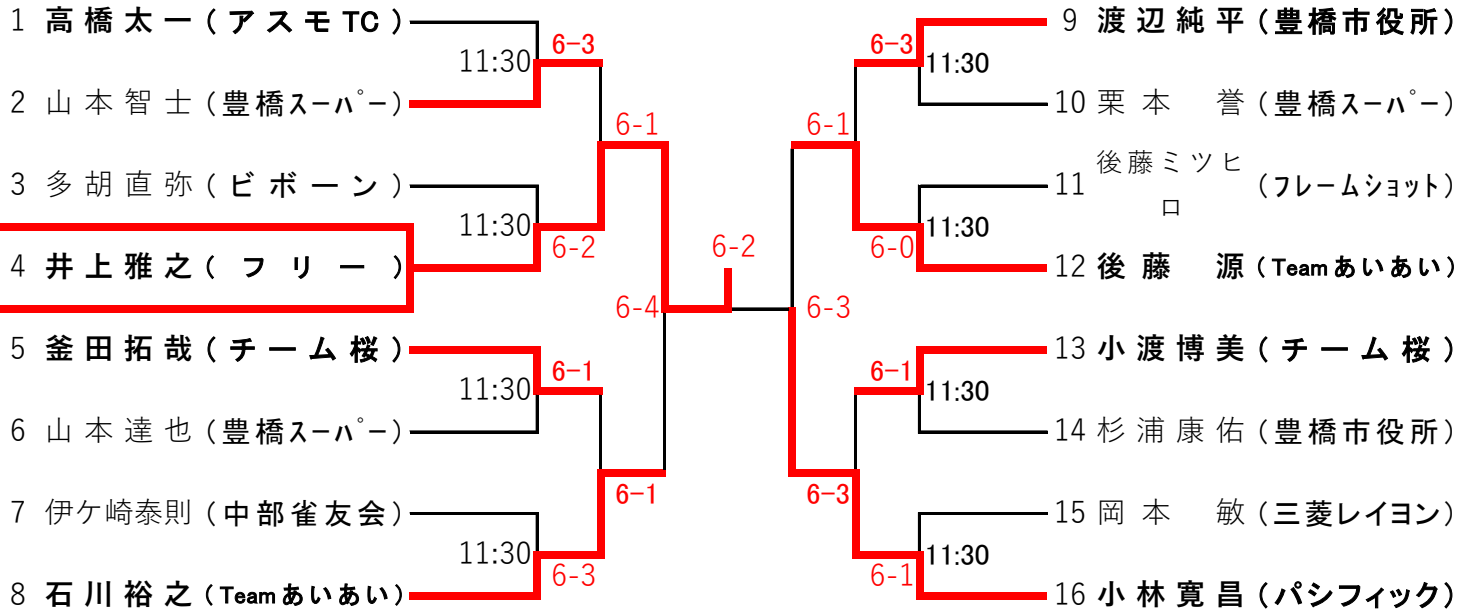 1 高橋太一(アスモTC)
11:30
6-3
2 山本智士(豊橋スーパー)
6-1
3 多胡直弥(ビボーン)
11:30
6-2
4 井上雅之(フリー)
6-4
5 釜田拓哉(チーム桜)
11:30
6-1
6 山本達也(豊橋スーパー)
6-1
7 伊ケ崎泰則(中部雀友会)
11:30
6-3
8 石川裕之(Teamあいあい)
6-2
9 渡辺純平(豊橋市役所)
6-3
11:30
10 栗本 誉(豊橋スーパー)
6-1
11 後藤ミツヒ
ロ
(フレームショット)
11:30
6-0
12 後藤 源(Teamあいあい)
6-3
13 小渡博美(チーム桜)
6-1
11:30
14 杉浦康佑(豊橋市役所)
6-3
15 岡本 敏(三菱レイヨン)
11:30
6-1
16 小林寛昌(パシフィック)